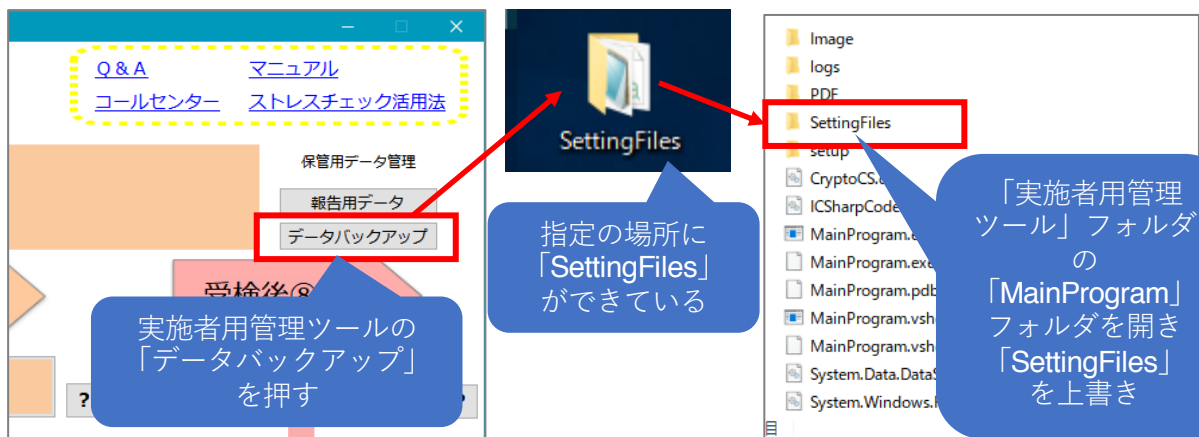 Q & A
マニュアル
コールセンター
ストレスチェック活用法
保管用データ管理
報告用データ
データバックアップ
受検後⑧
実施者用管理ツールの
「データバックアップ」
を押す
?
SettingFiles
指定の場所に
「SettingFiles」
ができている
Image
logs
PDF
SettingFiles
setup
CryptoCS.
ICSharpCode
MainProgram.e
MainProgram.exe
MainProgram.pdb
MainProgram.vsh
MainProgram.vsh
System.Data.DataS
System.Windows.
「実施者用管理
ツール」フォルダ
の
「MainProgram」
フォルダを開き
「SettingFiles」
を上書き